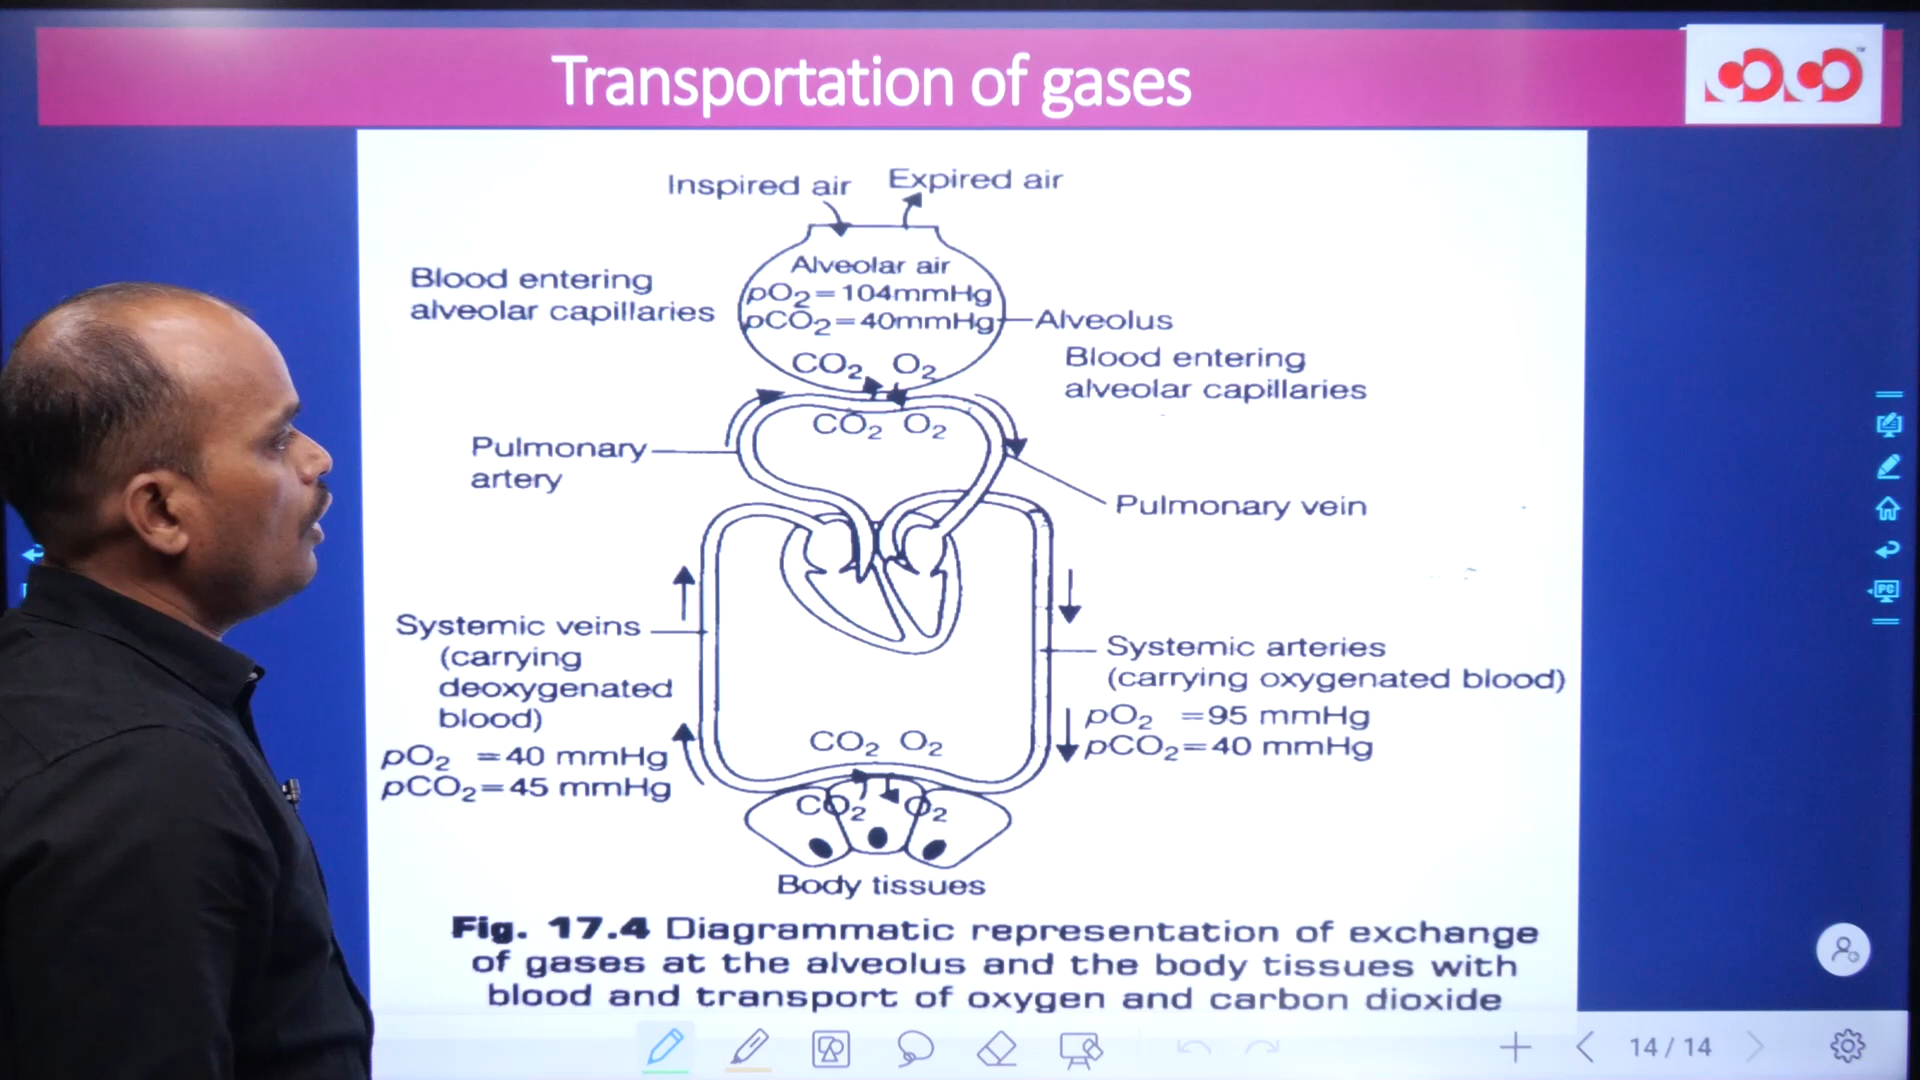 Transportation of gases
Inspired air
Expired air
Blood entering
alveolar capillaries
Alveolar air
pO2=104mmHg
pCO2=40mmHg
Alveolus
CO2 O2
Blood entering
alveolar capillaries
CO2 O2
Pulmonary
artery
Pulmonary vein
Systemic veins
(carrying
deoxygenated
blood)
pO2 =40 mmHg
pCO2=45 mmHg
Systemic arteries
(carrying oxygenated blood)
pO2 =95 mmHg
pCO2=40 mmHg
CO2 O2
CO2 O2
Body tissues
Fig. 17.4 Diagrammatic representation of exchange
of gases at the alveolus and the body tissues with
blood and transport of oxygen and carbon dioxide
PC
14 / 14